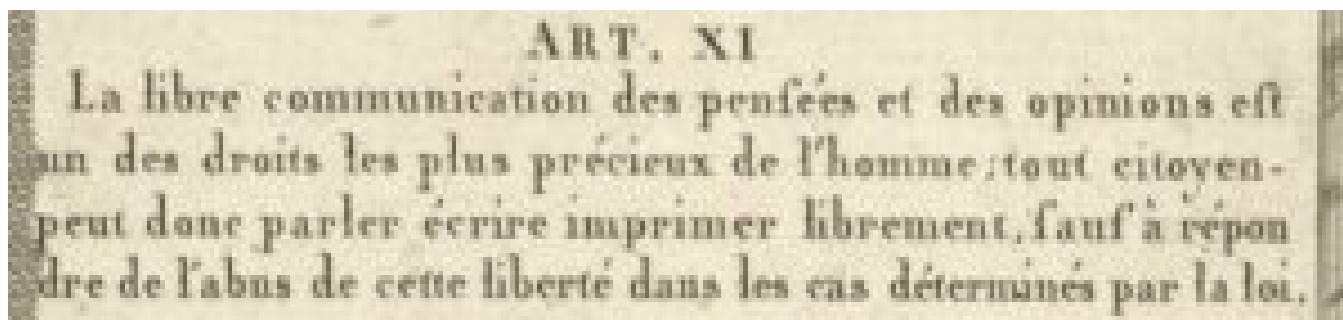 ART. XI
La libre communication des penſées et des opinions eſt
un des droits les plus précieux de l'homme; tout citoyen-
peut donc parler écrire imprimer librement, ſauf à répon
dre de l'abus de cette liberté dans les cas déterminés par la loi.